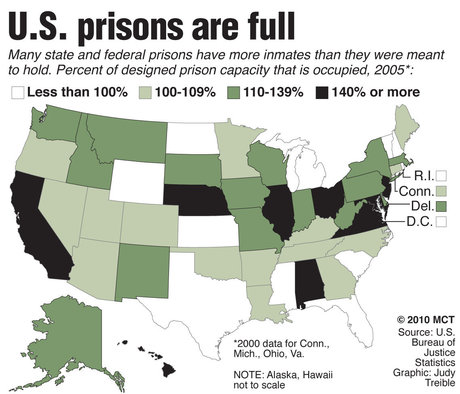 U.S. prisons are full
Many state and federal prisons have more inmates than they were meant
to hold. Percent of designed prison capacity that is occupied, 2005*:
Less than 100% 100-109% 110-139% 140% or more
R.I.
Conn.
Del.
D.C.
*2000 data for Conn.,
Mich., Ohio, Va.
NOTE: Alaska, Hawaii
not to scale
© 2010 MCT
Source: U.S.
Bureau of
Justice
Statistics
Graphic: Judy
Treible